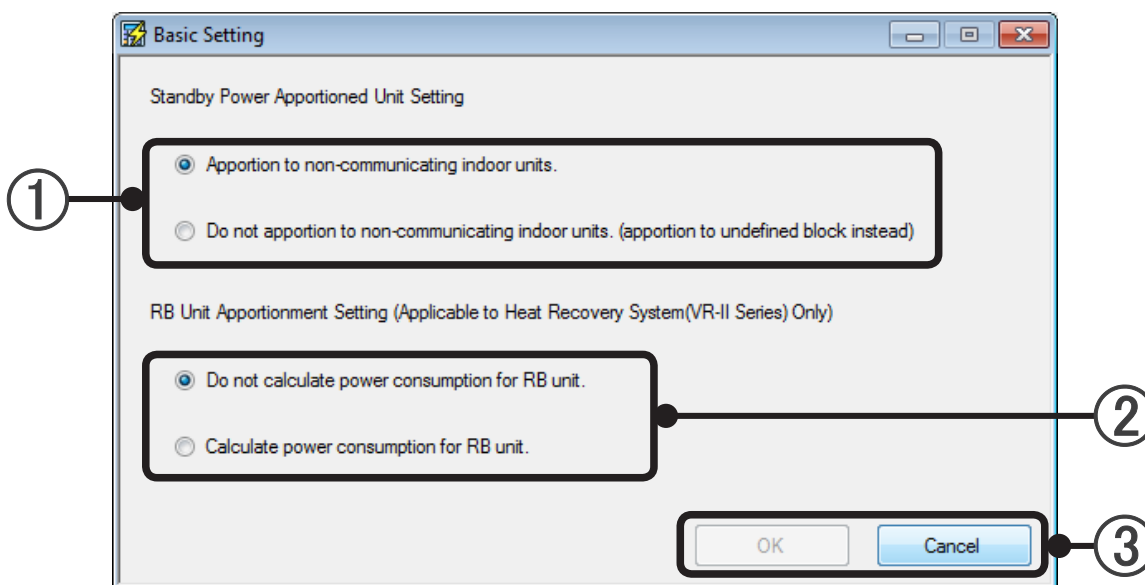 Basic Setting
Standby Power Apportioned Unit Setting
Apportion to non-communicating indoor units.
① 
Do not apportion to non-communicating indoor units. (apportion to undefined block instead)
RB Unit Apportionment Setting (Applicable to Heat Recovery System(VR-II Series) Only)
Do not calculate power consumption for RB unit.
②
Calculate power consumption for RB unit.
OK Cancel ③